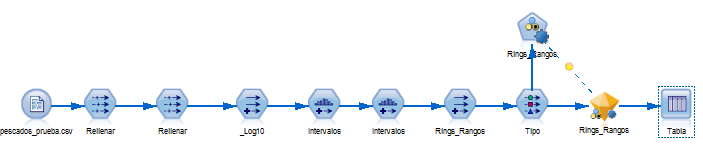 Rings_Rangos.
pescados_prueba.csv
Rellenar
Rellenar
_Log10
Intervalos
Intervalos
Rings_Rangos
Tipo
Rings_Rangos
Tabla